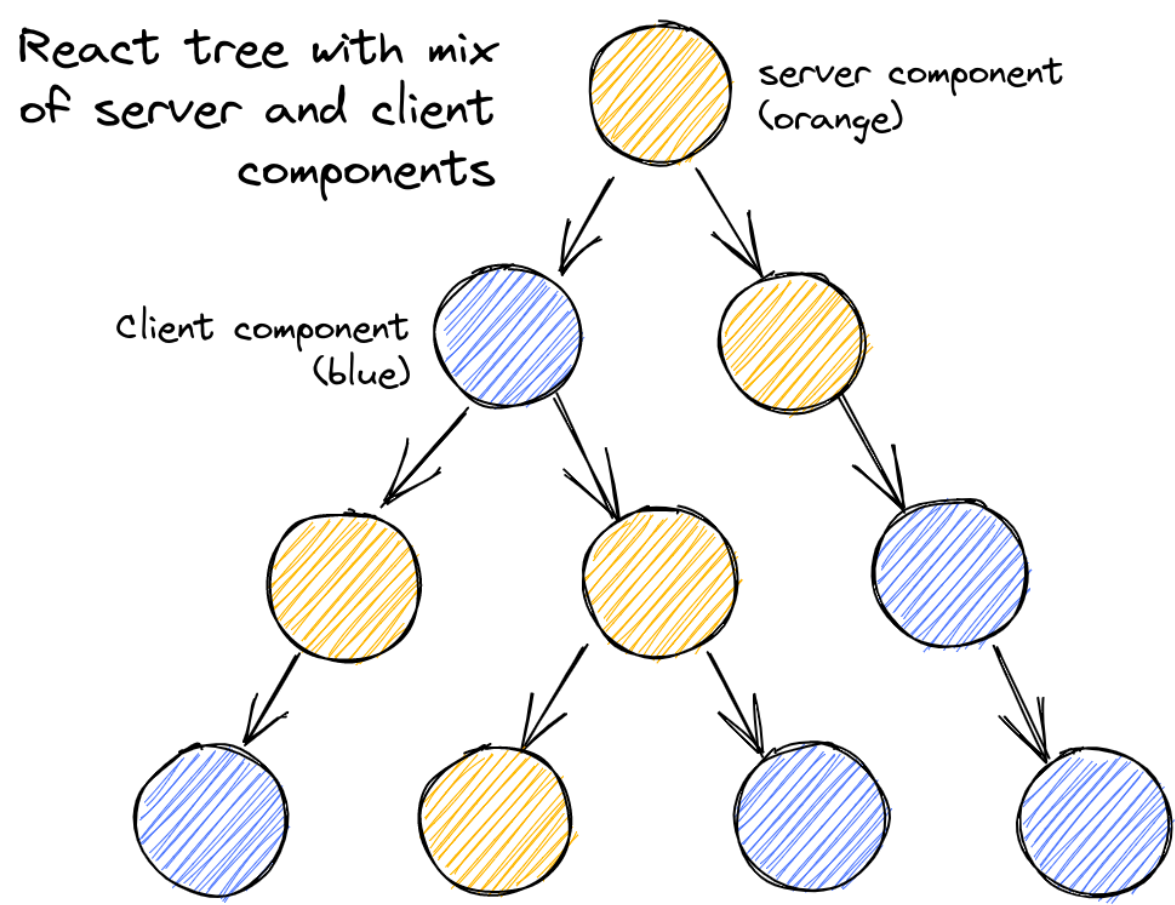 React tree with mix
of server and client
components
server component
(orange)
Client component
(blue)